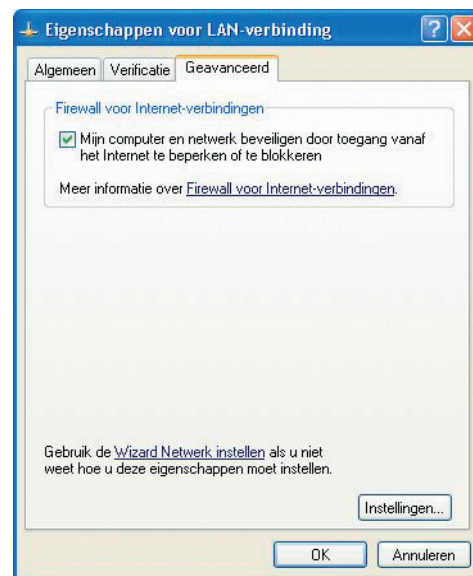 Eigenschappen voor LAN-verbinding
Algemeen Verificatie Geavanceerd
Firewall voor Internet-verbindingen
Mijn computer en netwerk beveiligen door toegang vanaf
het Internet te beperken of te blokkeren
Meer informatie over Firewall voor Internet-verbindingen.
Gebruik de Wizard Netwerk instellen als u niet
weet hoe u deze eigenschappen moet instellen.
Instellingen...
OK Annuleren